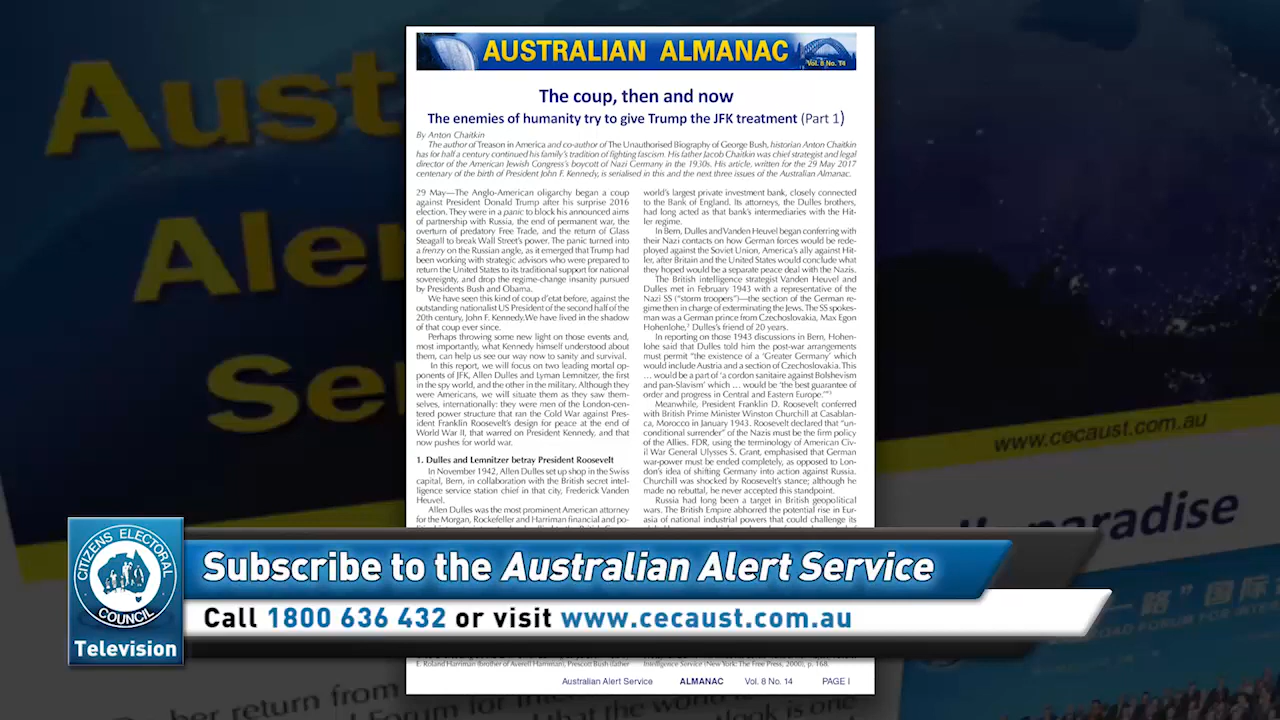 AUSTRALIAN ALMANAC
Vol. 8 No. 14
The coup, then and now
The enemies of humanity try to give Trump the JFK treatment (Part 1)
By Anton Chaitkin
The author of Treason in America and co-author of The Unauthorised Biography of George Bush, historian Anton Chaitkin
has for half a century continued his family's tradition of fighting fascism. His father Jacob Chaitkin was chief strategist and legal
director of the American Jewish Congress's boycott of Nazi Germany in the 1930s. His article, written for the 29 May 2017
centenary of the birth of President John F. Kennedy, is serialised in this and the next three issues of the Australian Almanac.
29 May—The Anglo-American oligarchy began a coup
against President Donald Trump after his surprise 2016
election. They were in a panic to block his announced aims
of partnership with Russia, the end of permanent war, the
overturn of predatory Free Trade, and the return of Glass
Steagall to break Wall Street's power. The panic turned into
a frenzy on the Russian angle, as it emerged that Trump had
been working with strategic advisors who were prepared to
return the United States to its traditional support for national
sovereignty, and drop the regime-change insanity pursued
by Presidents Bush and Obama.
We have seen this kind of coup d'etat before, against the
outstanding nationalist US President of the second half of the
20th century, John F. Kennedy. We have lived in the shadow
of that coup ever since.
Perhaps throwing some new light on those events and,
most importantly, what Kennedy himself understood about
them, can help us see our way now to sanity and survival.
In this report, we will focus on two leading mortal op-
ponents of JFK, Allen Dulles and Lyman Lemnitzer, the first
in the spy world, and the other in the military. Although they
were Americans, we will situate them as they saw them-
selves, internationally: they were men of the London-cen-
tered power structure that ran the Cold War against Pres-
ident Franklin Roosevelt's design for peace at the end of
World War II, that warred on President Kennedy, and that
now pushes for world war.
1. Dulles and Lemnitzer betray President Roosevelt
In November 1942, Allen Dulles set up shop in the Swiss
capital, Bern, in collaboration with the British secret intel-
ligence service station chief in that city, Frederick Vanden
Heuvel.
Allen Dulles was the most prominent American attorney
for the Morgan, Rockefeller and Harriman financial and po-
world's largest private investment bank, closely connected
to the Bank of England. Its attorneys, the Dulles brothers,
had long acted as that bank's intermediaries with the Hit-
ler regime.
In Bern, Dulles and Vanden Heuvel began conferring with
their Nazi contacts on how German forces would be rede-
ployed against the Soviet Union, America's ally against Hit-
ler, after Britain and the United States would conclude what
they hoped would be a separate peace deal with the Nazis.
The British intelligence strategist Vanden Heuvel and
Dulles met in February 1943 with a representative of the
Nazi SS ("storm troopers")—the section of the German re-
gime then in charge of exterminating the Jews. The SS spokes-
man was a German prince from Czechoslovakia, Max Egon
Hohenlohe,² Dulles's friend of 20 years.
In reporting on those 1943 discussions in Bern, Hohen-
lohe said that Dulles told him the post-war arrangements
must permit "the existence of a 'Greater Germany' which
would include Austria and a section of Czechoslovakia. This
… would be a part of 'a cordon sanitaire against Bolshevism
and pan-Slavism' which … would be 'the best guarantee of
order and progress in Central and Eastern Europe.'"³
Meanwhile, President Franklin D. Roosevelt conferred
with British Prime Minister Winston Churchill at Casablan-
ca, Morocco in January 1943. Roosevelt declared that "un-
conditional surrender" of the Nazis must be the firm policy
of the Allies. FDR, using the terminology of American Civ-
il War General Ulysses S. Grant, emphasised that German
war-power must be ended completely, as opposed to Lon-
don's idea of shifting Germany into action against Russia.
Churchill was shocked by Roosevelt's stance; although he
made no rebuttal, he never accepted this standpoint.
Russia had long been a target in British geopolitical
wars. The British Empire abhorred the potential rise in Eur-
asia of national industrial powers that could challenge its
E. Roland Harriman (brother of Averell Harriman), Prescott Bush (father
Intelligence Service (New York: The Free Press, 2000), p. 168.
Australian Alert Service ALMANAC Vol. 8 No. 14 PAGE I
Aust
Aler
Se
www.cecaust.com.au
paradise
一路”国际
ROAD FORUM FOR INTE
her return from
Forum for
CITIZENS ELECTORAL
COUNCIL
Television
Subscribe to the Australian Alert Service
Call 1800 636 432 or visit www.cecaust.com.au